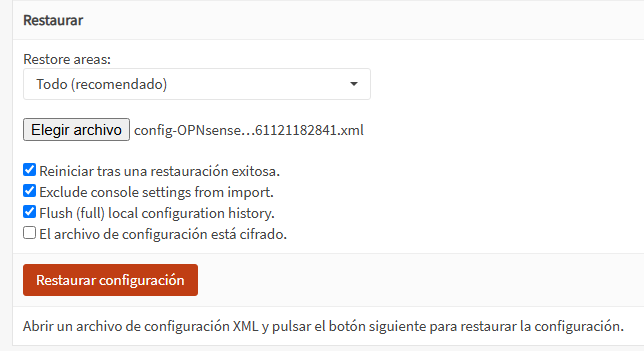 Restaurar
Restore areas:
Todo (recomendado)
Elegir archivo config-OPNsense...61121182841.xml
Reiniciar tras una restauración exitosa.
Exclude console settings from import.
Flush (full) local configuration history.
El archivo de configuración está cifrado.
Restaurar configuración
Abrir un archivo de configuración XML y pulsar el botón siguiente para restaurar la configuración.